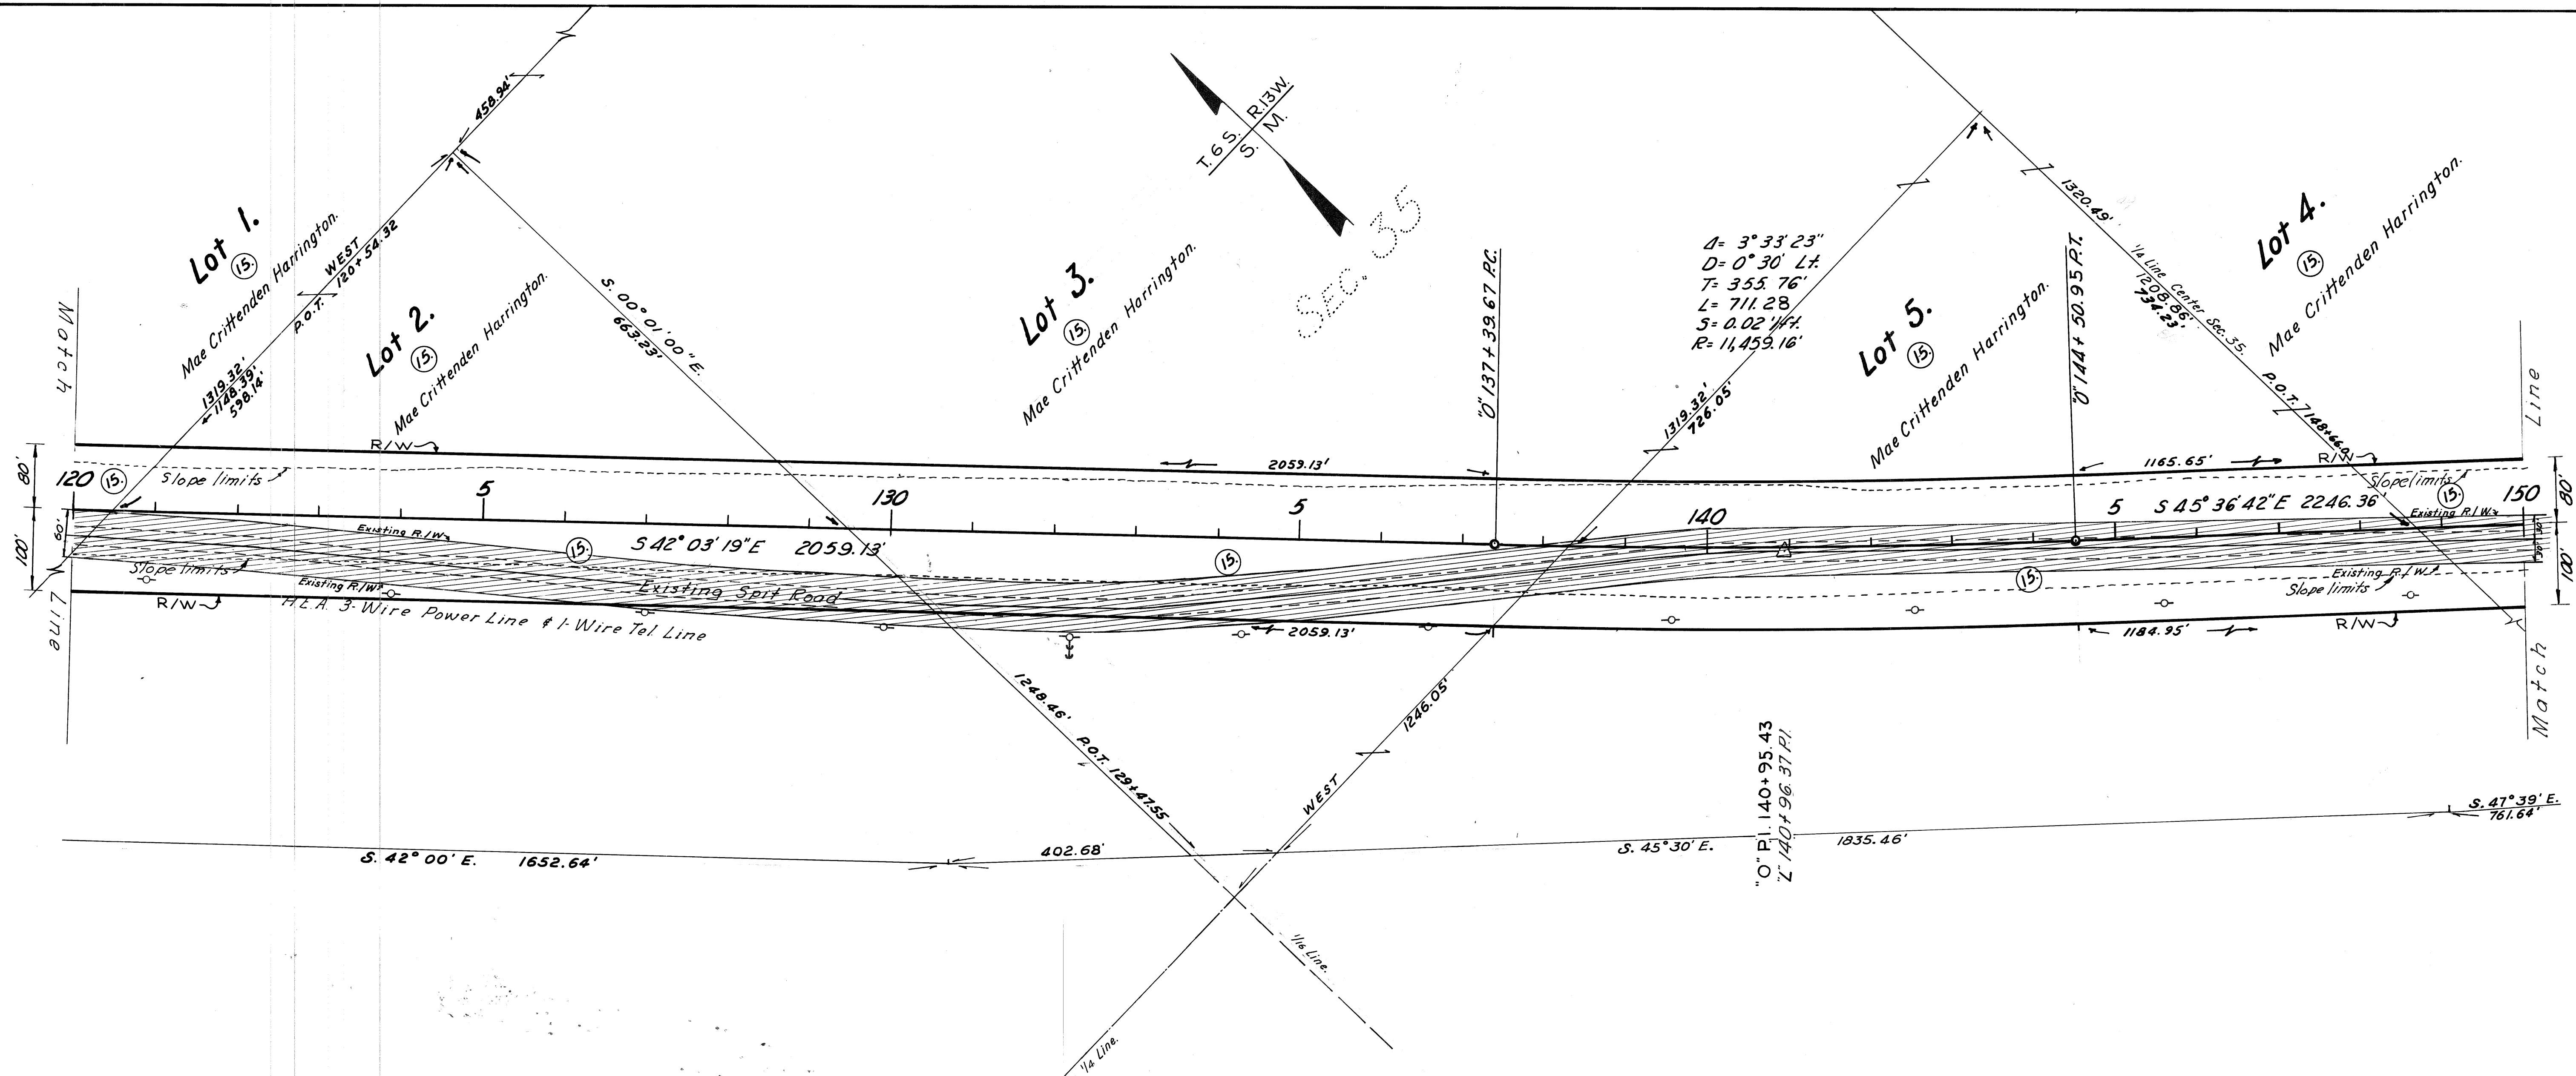 458.94'
Lot 1.
15.
Mae Crittenden Harrington.
WEST
P.O.T. 120+54.32
1319.32'
1148.39'
598.14'
Lot 2.
15.
Mae Crittenden Harrington.
S. 00° 01' 00" E.
663.23'
T. 6 S. R.13W.
S. M.
SEC. 35
Lot 3.
15.
Mae Crittenden Harrington.
"O" 137+39.67 P.C.
Δ= 3° 33' 23"
D= 0° 30' Lt.
T= 355.76'
L= 711.28
S= 0.02 '/ft.
R= 11,459.16'
1319.32'
726.05'
Lot 5.
15.
Mae Crittenden Harrington.
"O" 144+50.95 P.T.
1320.49'
1/4 Line Center Sec. 35.
1208.86'
734.23'
P.O.T. 148+66.9
Lot 4.
15.
Mae Crittenden Harrington.
Match
Line
Line
Match
80'
100'
60'
80'
100'
R/W
2059.13'
1165.65'
R/W
120
15.
Slope limits
5
130
5
140
5
S 45° 36' 42" E 2246.36'
Slope limits
15.
150
Existing R/W
Existing R./W.
15.
S 42° 03' 19" E 2059.13'
15.
15.
Slope limits
Existing R/W
Existing Spit Road
Existing R/W
Slope limits
R/W
H.E.A. 3-Wire Power Line & 1-Wire Tel. Line
2059.13'
1184.95'
R/W
1248.46'
P.O.T. 129+47.55
1246.05'
WEST
"O" P.I. 140+95.43
"L" 140+96.37 P.I.
S. 42° 00' E. 1652.64'
402.68'
S. 45° 30' E. 1835.46'
S. 47° 39' E.
761.64'
1/16 Line.
1/4 Line.